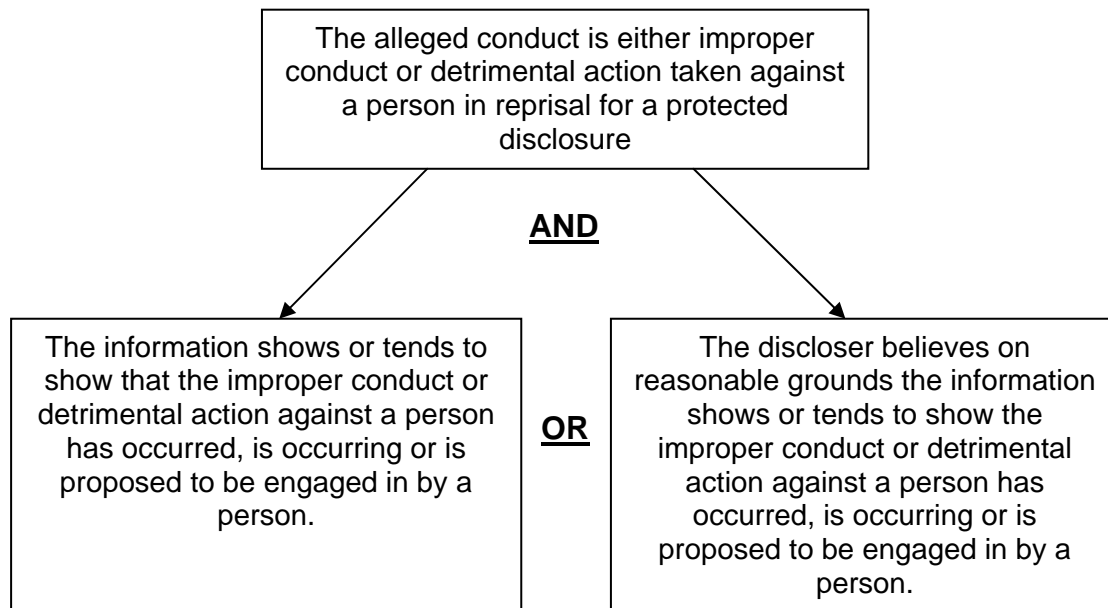 The alleged conduct is either improper
conduct or detrimental action taken against
a person in reprisal for a protected
disclosure
AND
The information shows or tends to
show that the improper conduct or
detrimental action against a person
has occurred, is occurring or is
proposed to be engaged in by a
person.
OR
The discloser believes on
reasonable grounds the information
shows or tends to show the
improper conduct or detrimental
action against a person has
occurred, is occurring or is
proposed to be engaged in by a
person.